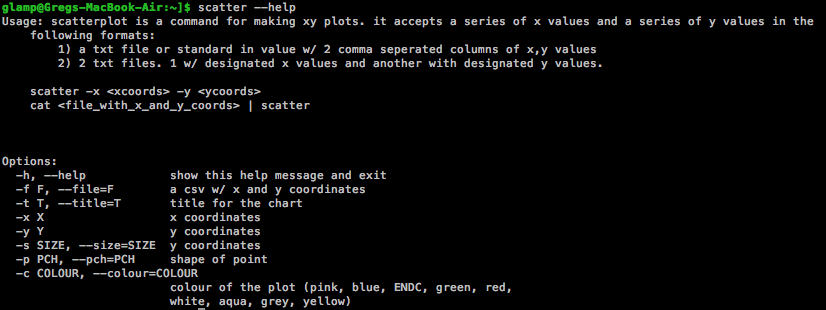 glamp@Gregs-MacBook-Air:~]$ scatter --help
Usage: scatterplot is a command for making xy plots. it accepts a series of x values and a series of y values in the
    following formats:
        1) a txt file or standard in value w/ 2 comma seperated columns of x,y values
        2) 2 txt files. 1 w/ designated x values and another with designated y values.

    scatter -x <xcoords> -y <ycoords>
    cat <file_with_x_and_y_coords> | scatter

Options:
  -h, --help            show this help message and exit
  -f F, --file=F        a csv w/ x and y coordinates
  -t T, --title=T       title for the chart
  -x X                  x coordinates
  -y Y                  y coordinates
  -s SIZE, --size=SIZE  y coordinates
  -p PCH, --pch=PCH     shape of point
  -c COLOUR, --colour=COLOUR
                        colour of the plot (pink, blue, ENDC, green, red,
                        white, aqua, grey, yellow)